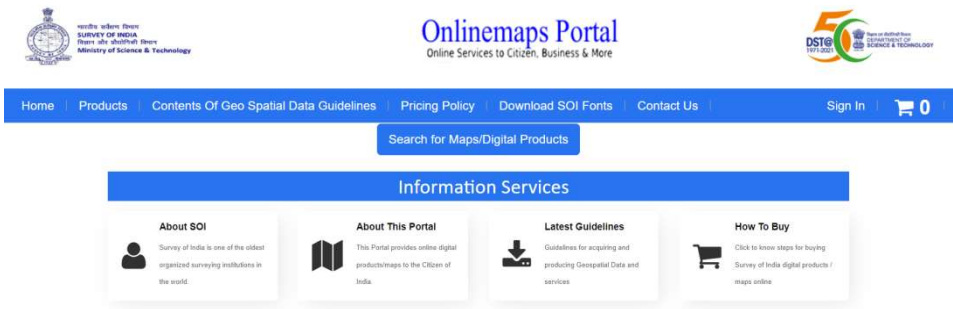 भारतीय सर्वेक्षण विभाग
SURVEY OF INDIA
विज्ञान और प्रौद्योगिकी विभाग
Ministry of Science & Technology
Onlinemaps Portal
Online Services to Citizen, Business & More
DST@
1971-2021
50
DEPARTMENT OF
SCIENCE & TECHNOLOGY
Home Products Contents Of Geo Spatial Data Guidelines Pricing Policy Download SOI Fonts Contact Us Sign In 0
Search for Maps/Digital Products
Information Services
About SOI
Survey of India is one of the oldest
organized surveying institutions in
the world
About This Portal
This Portal provides online digital
products/maps to the Citizen of
India
Latest Guidelines
Guidelines for acquiring and
producing Geospatial Data and
services
How To Buy
Click to know steps for buying
Survey of India digital products /
maps online